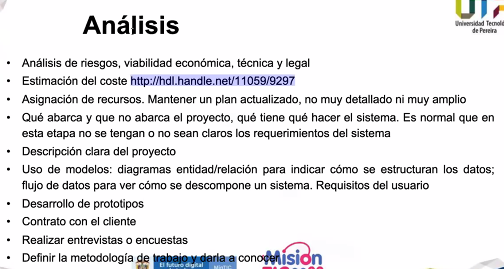 Análisis
Universidad Tecnológ
de Pereira
• Análisis de riesgos, viabilidad económica, técnica y legal
• Estimación del coste http://hdl.handle.net/11059/9297
• Asignación de recursos. Mantener un plan actualizado, no muy detallado ni muy amplio
• Qué abarca y que no abarca el proyecto, qué tiene qué hacer el sistema. Es normal que en
esta etapa no se tengan o no sean claros los requerimientos del sistema
• Descripción clara del proyecto
• Uso de modelos: diagramas entidad/relación para indicar cómo se estructuran los datos;
flujo de datos para ver cómo se descompone un sistema. Requisitos del usuario
• Desarrollo de prototipos
• Contrato con el cliente
• Realizar entrevistas o encuestas
• Definir la metodología de trabajo y darla a conocer
El futuro digital
Misión